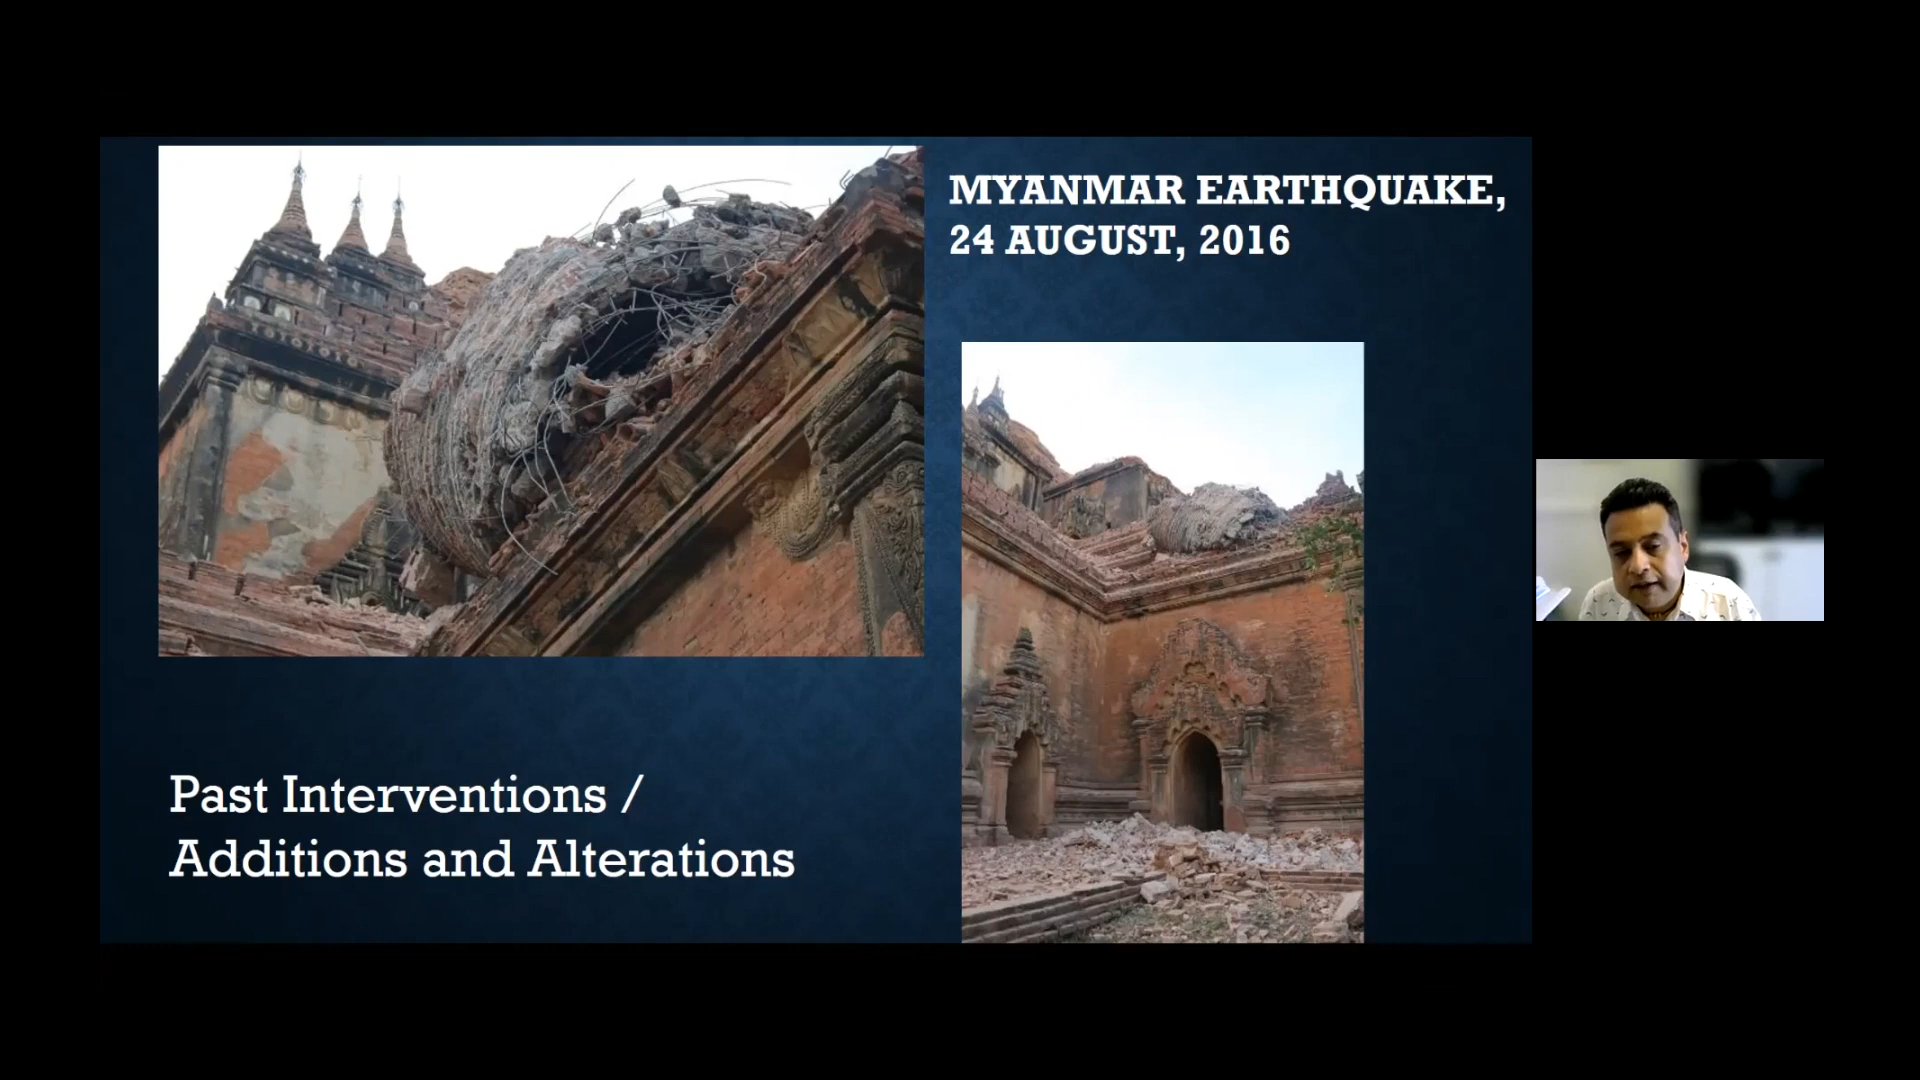 MYANMAR EARTHQUAKE,
24 AUGUST, 2016
Past Interventions /
Additions and Alterations